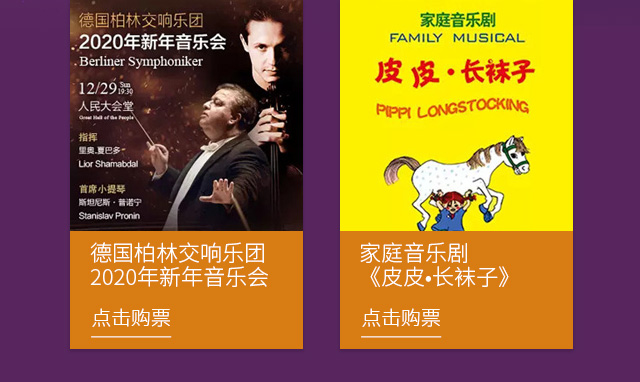 德国柏林交响乐团
2020年新年音乐会
Berliner Symphoniker
12/29 Sun 19:30
人民大会堂
Great Hall of the People
指挥
里奥.夏巴多
Lior Shamabdal
首席小提琴
斯坦尼斯·普诺宁
Stanislav Pronin
德国柏林交响乐团
2020年新年音乐会
点击购票
家庭音乐剧
FAMILY MUSICAL
皮皮·长袜子
PIPPI LONGSTOCKING
家庭音乐剧
《皮皮•长袜子》
点击购票